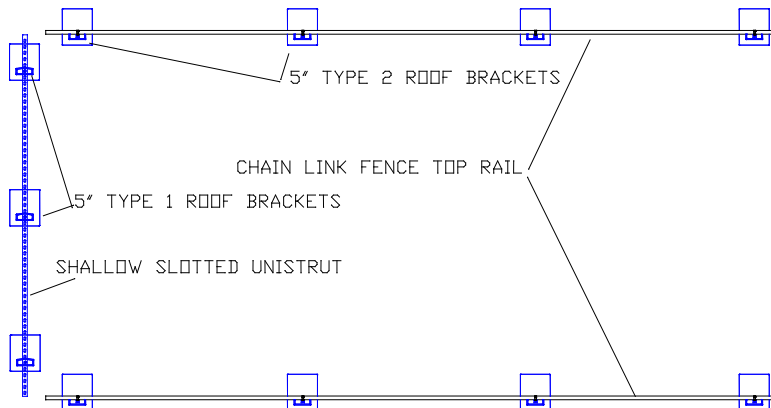 5" TYPE 2 ROOF BRACKETS
CHAIN LINK FENCE TOP RAIL
5" TYPE 1 ROOF BRACKETS
SHALLOW SLOTTED UNISTRUT